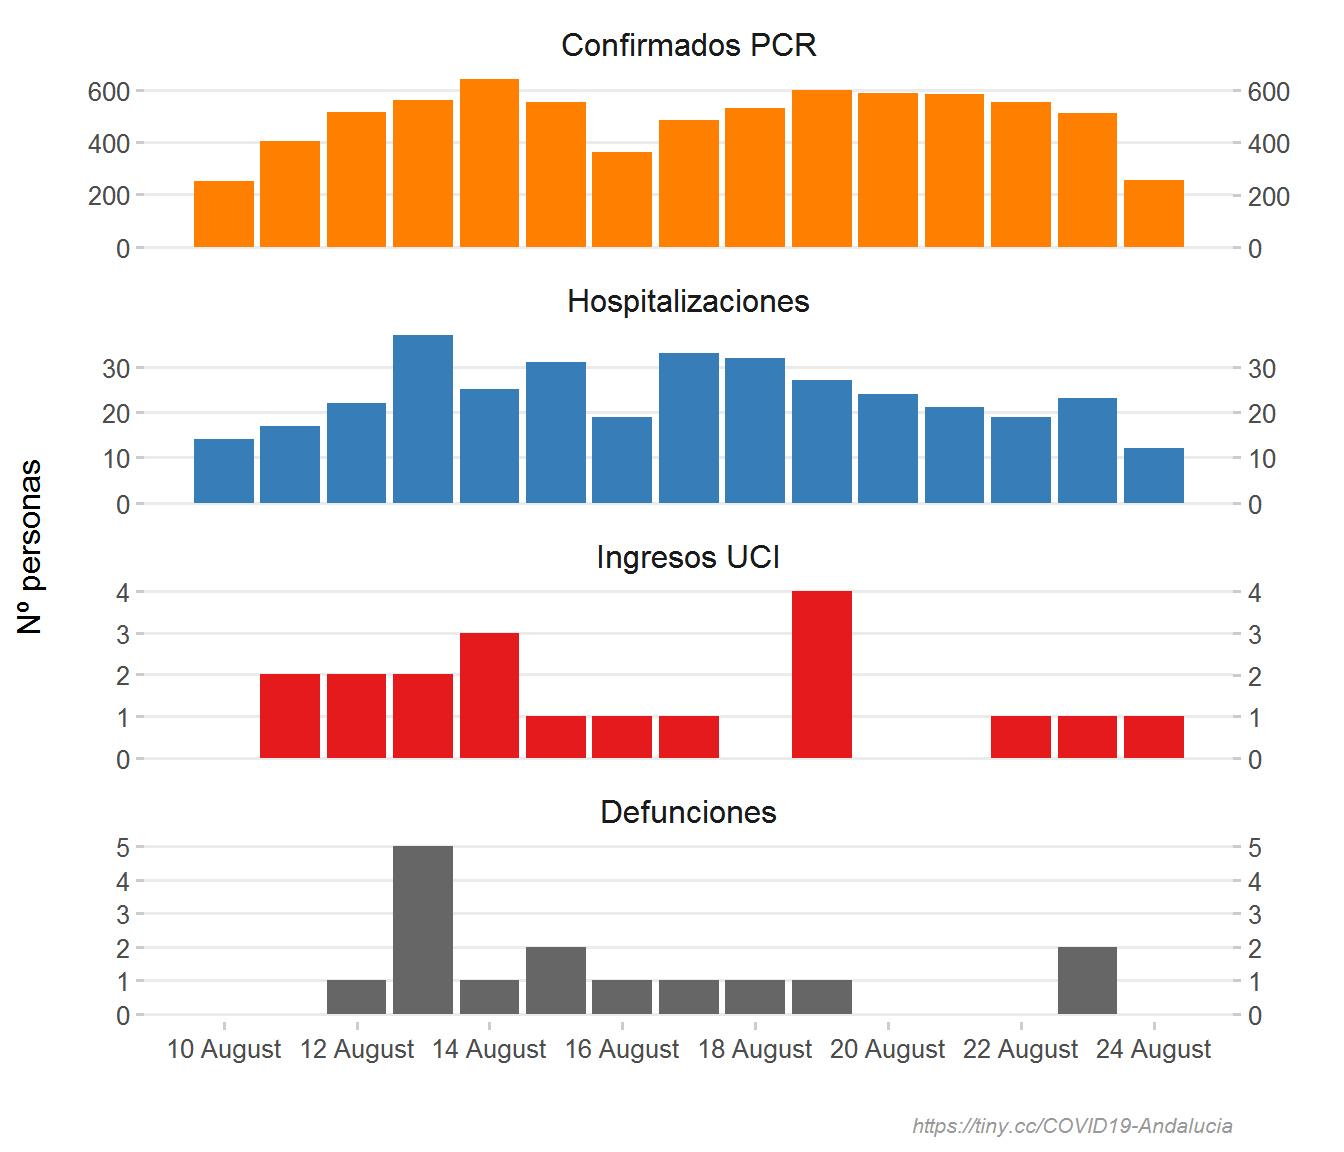 Confirmados PCR
600 600
400 400
200 200
0 0
Hospitalizaciones
30 30
20 20
10 10
0 0
Nº personas
Ingresos UCI
4 4
3 3
2 2
1 1
0 0
Defunciones
5 5
4 4
3 3
2 2
1 1
0 0
10 August 12 August 14 August 16 August 18 August 20 August 22 August 24 August
https://tiny.cc/COVID19-Andalucia